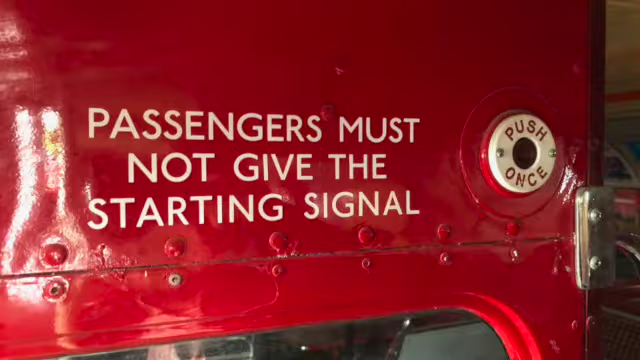 PASSENGERS MUST
NOT GIVE THE
STARTING SIGNAL
PUSH
ONCE